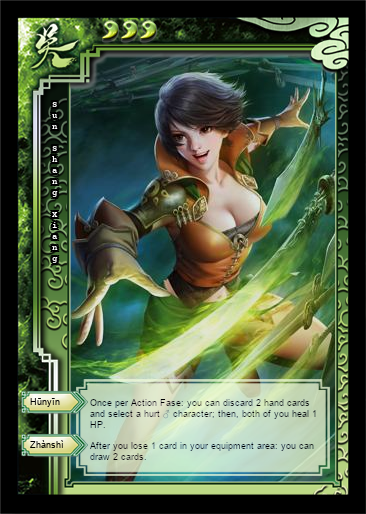 吳
Sun Shang Xiang
Hūnyīn
Once per Action Fase: you can discard 2 hand cards
and select a hurt ♂ character; then, both of you heal 1
HP.
Zhànshì
After you lose 1 card in your equipment area: you can
draw 2 cards.